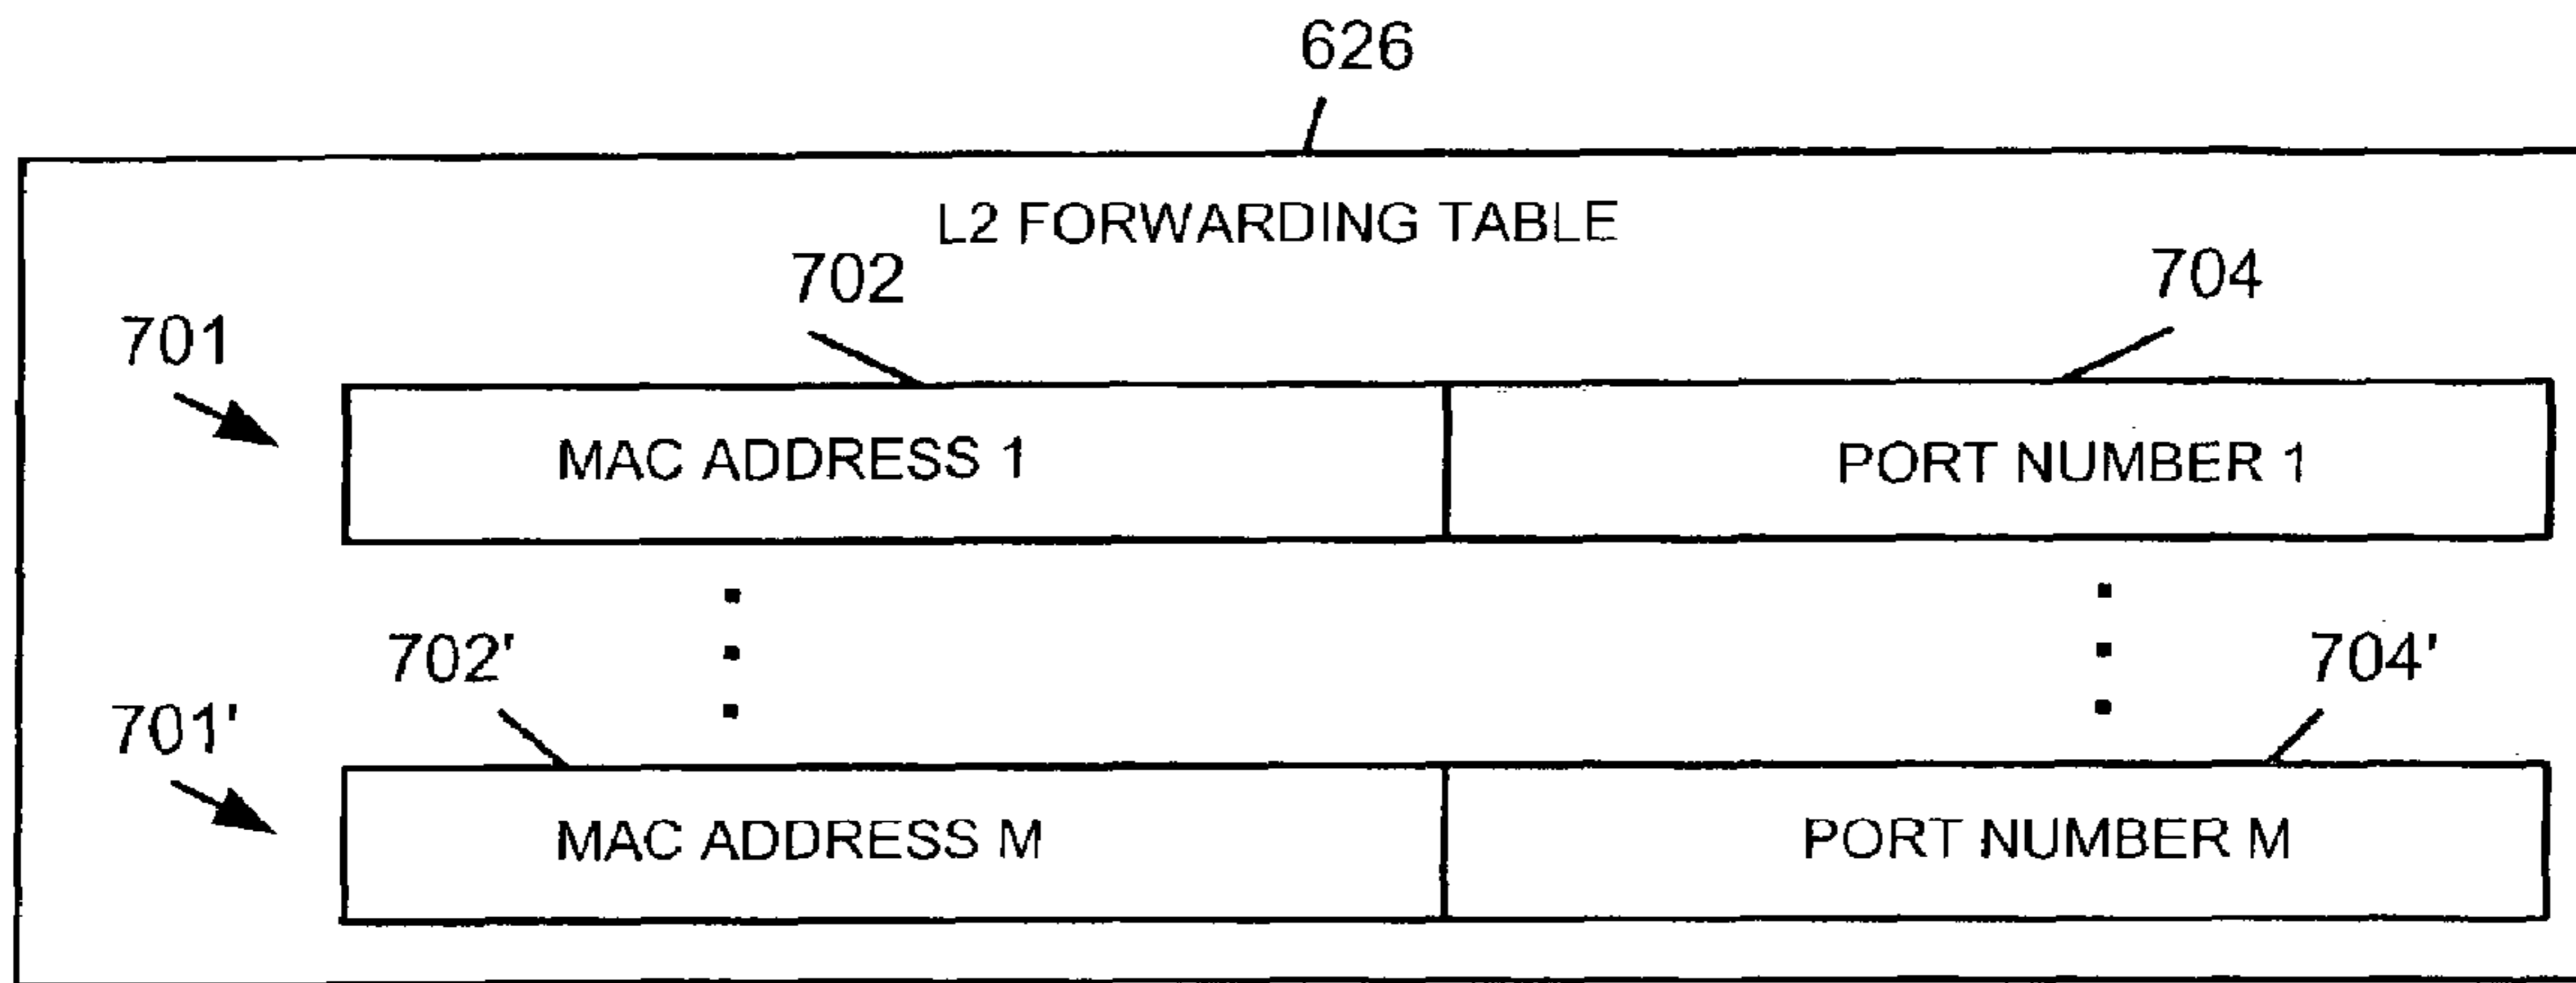 626
L2 FORWARDING TABLE
702
704
701
MAC ADDRESS 1
PORT NUMBER 1
702'
704'
701'
MAC ADDRESS M
PORT NUMBER M